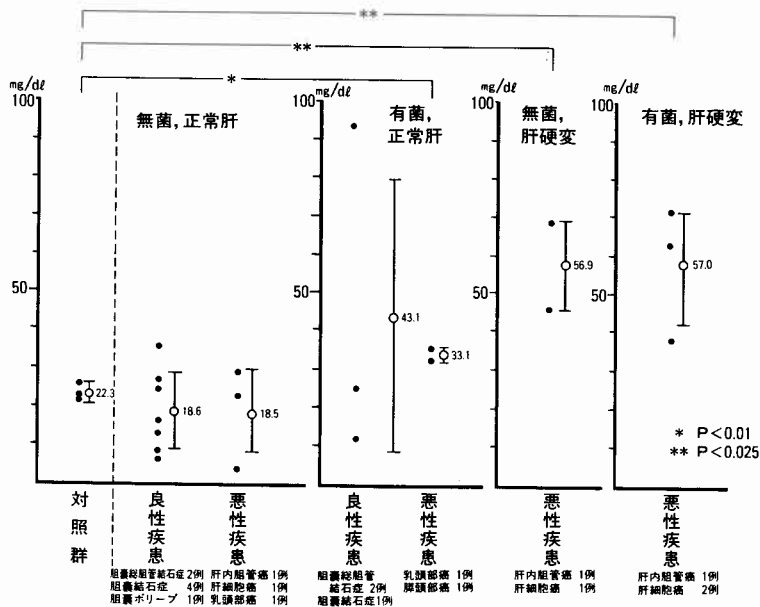 **
**
*
mg/dℓ
100
50
無菌,正常肝
22.3
18.6
18.5
対照群
良性疾患
悪性疾患
胆嚢総胆管結石症 2例
胆嚢結石症 4例
胆嚢ポリープ 1例
肝内胆管癌 1例
肝細胞癌 1例
乳頭部癌 1例
mg/dℓ
100
50
有菌,
正常肝
43.1
33.1
良性疾患
悪性疾患
胆嚢総胆管
結石症 2例
胆嚢結石症1例
乳頭部癌 1例
膵頭部癌 1例
mg/dℓ
100
50
無菌,
肝硬変
56.9
悪性疾患
肝内胆管癌 1例
肝細胞癌 1例
mg/dℓ
100
50
有菌,肝硬変
57.0
* P<0.01
** P<0.025
悪性疾患
肝内胆管癌 1例
肝細胞癌 2例